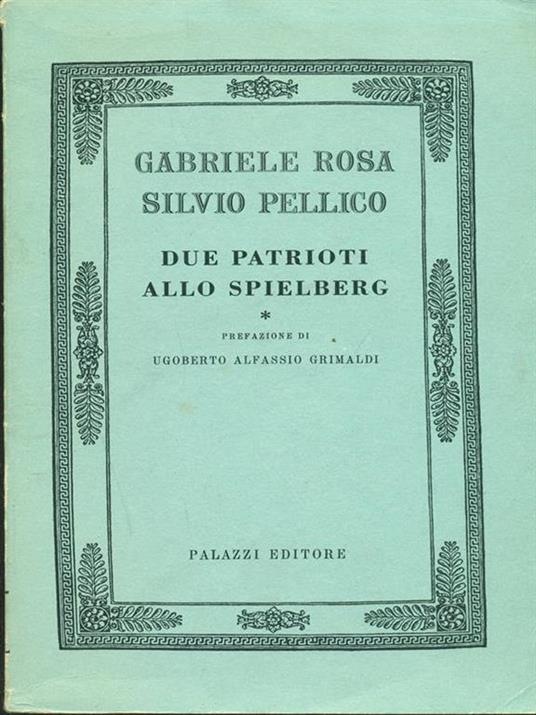 GABRIELE ROSA
SILVIO PELLICO
DUE PATRIOTI
ALLO SPIELBERG
*
PREFAZIONE DI
UGOBERTO ALFASSIO GRIMALDI
PALAZZI EDITORE